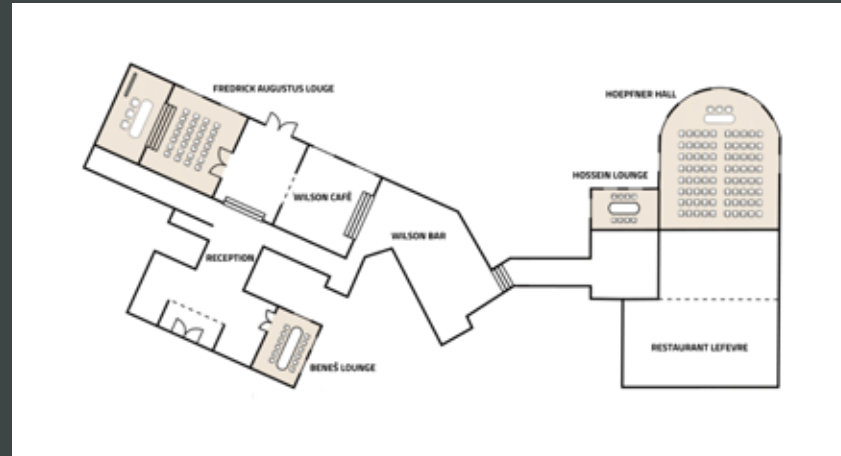 FREDRICK AUGUSTUS LOUGE
HOEPFNER HALL
HOSSEIN LOUNGE
WILSON CAFÉ
WILSON BAR
RECEPTION
RESTAURANT LEFEVRE
BENEŠ LOUNGE